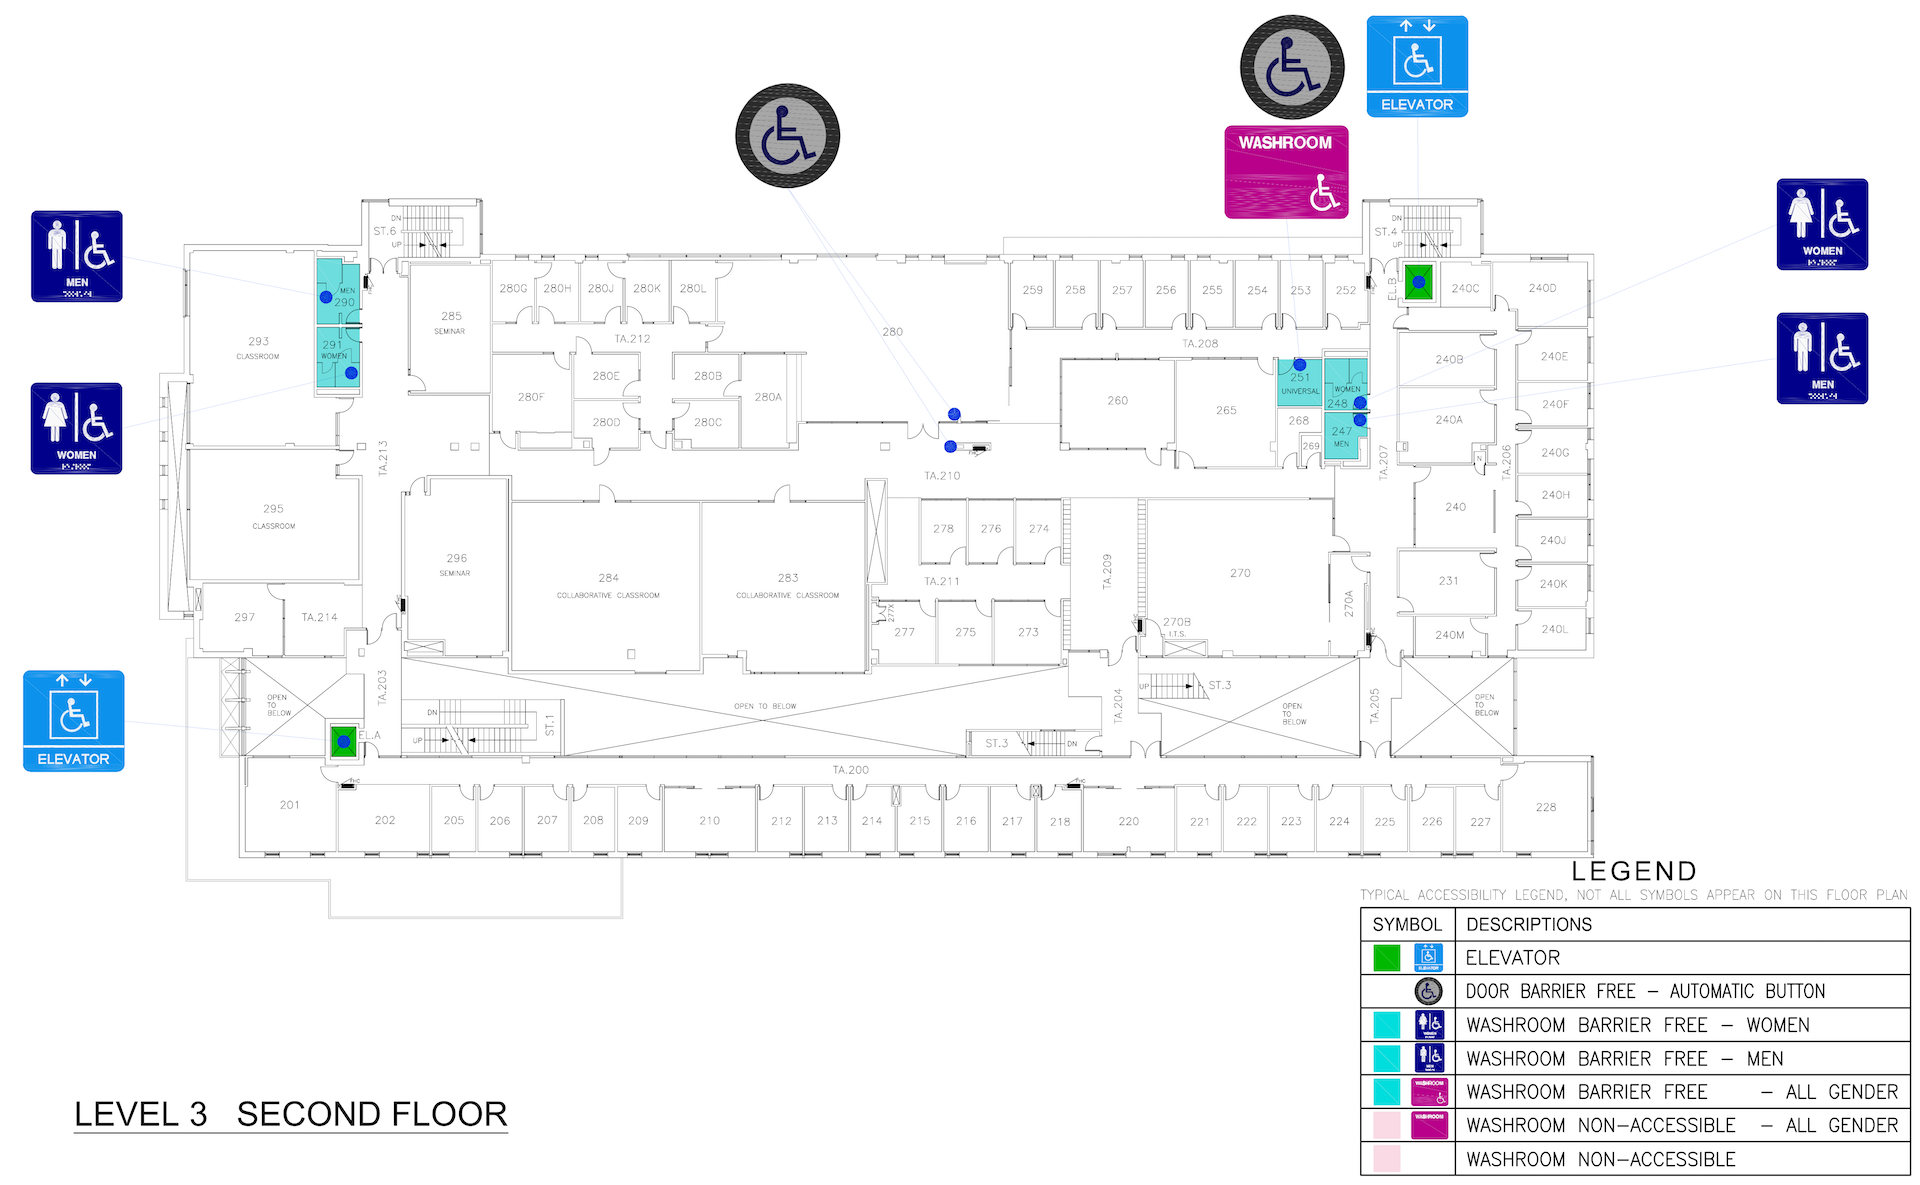 ELEVATOR
WASHROOM
MEN
WOMEN
WOMEN
MEN
ELEVATOR
DN
ST.6
UP
DN
ST.4
UP
EL.B
293
CLASSROOM
MEN
290
291
WOMEN
285
SEMINAR
280G
280H
280J
280K
280L
TA.212
280
280F
280E
280D
280B
280C
280A
259
258
257
256
255
254
253
252
TA.208
260
265
251
UNIVERSAL
268
269
WOMEN
248
247
MEN
240C
240D
240B
240A
240E
240F
240G
240H
240J
240K
240L
240M
240
231
N
TA.206
TA.207
TA.213
TA.210
295
CLASSROOM
296
SEMINAR
284
COLLABORATIVE CLASSROOM
283
COLLABORATIVE CLASSROOM
278
276
274
TA.211
277X
277
275
273
TA.209
270
270A
270B
I.T.S.
297
TA.214
TA.203
OPEN
TO
BELOW
EL.A
DN
UP
ST.1
OPEN TO BELOW
ST.3
DN
TA.204
UP
ST.3
OPEN
TO
BELOW
TA.205
OPEN
TO
BELOW
TA.200
FHC
FHC
201
202
205
206
207
208
209
210
212
213
214
215
216
217
218
220
221
222
223
224
225
226
227
228
LEGEND
TYPICAL ACCESSIBILITY LEGEND, NOT ALL SYMBOLS APPEAR ON THIS FLOOR PLAN
SYMBOL DESCRIPTIONS
ELEVATOR ELEVATOR
DOOR BARRIER FREE - AUTOMATIC BUTTON
WOMEN WASHROOM BARRIER FREE - WOMEN
MEN WASHROOM BARRIER FREE - MEN
WASHROOM WASHROOM BARRIER FREE - ALL GENDER
WASHROOM WASHROOM NON-ACCESSIBLE - ALL GENDER
WASHROOM NON-ACCESSIBLE
LEVEL 3 SECOND FLOOR